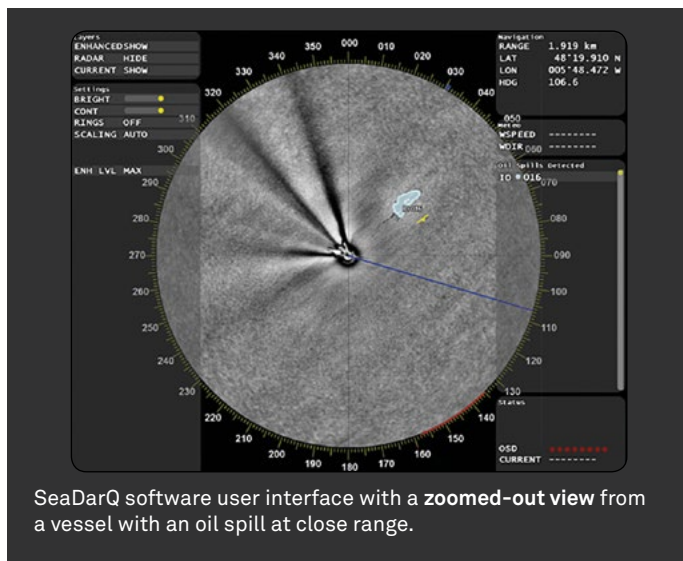 Layers
ENHANCED SHOW
RADAR HIDE
CURRENT SHOW
Settings
BRIGHT
CONT
RINGS OFF
SCALING AUTO
ENH LVL MAX
Navigation
RANGE 1.919 km
LAT 48°19.910 N
LON 005°48.472 W
HDG 106.6
Meteo
WSPEED --------
WDIR --------
Oil Spills Detected
ID #016
Status
OSD
CURRENT --------
000
010
020
030
040
050
060
070
080
090
100
110
120
130
140
150
160
170
180
190
200
210
220
230
240
250
260
270
280
290
300
310
320
330
340
350
SeaDarQ software user interface with a zoomed-out view from
a vessel with an oil spill at close range.